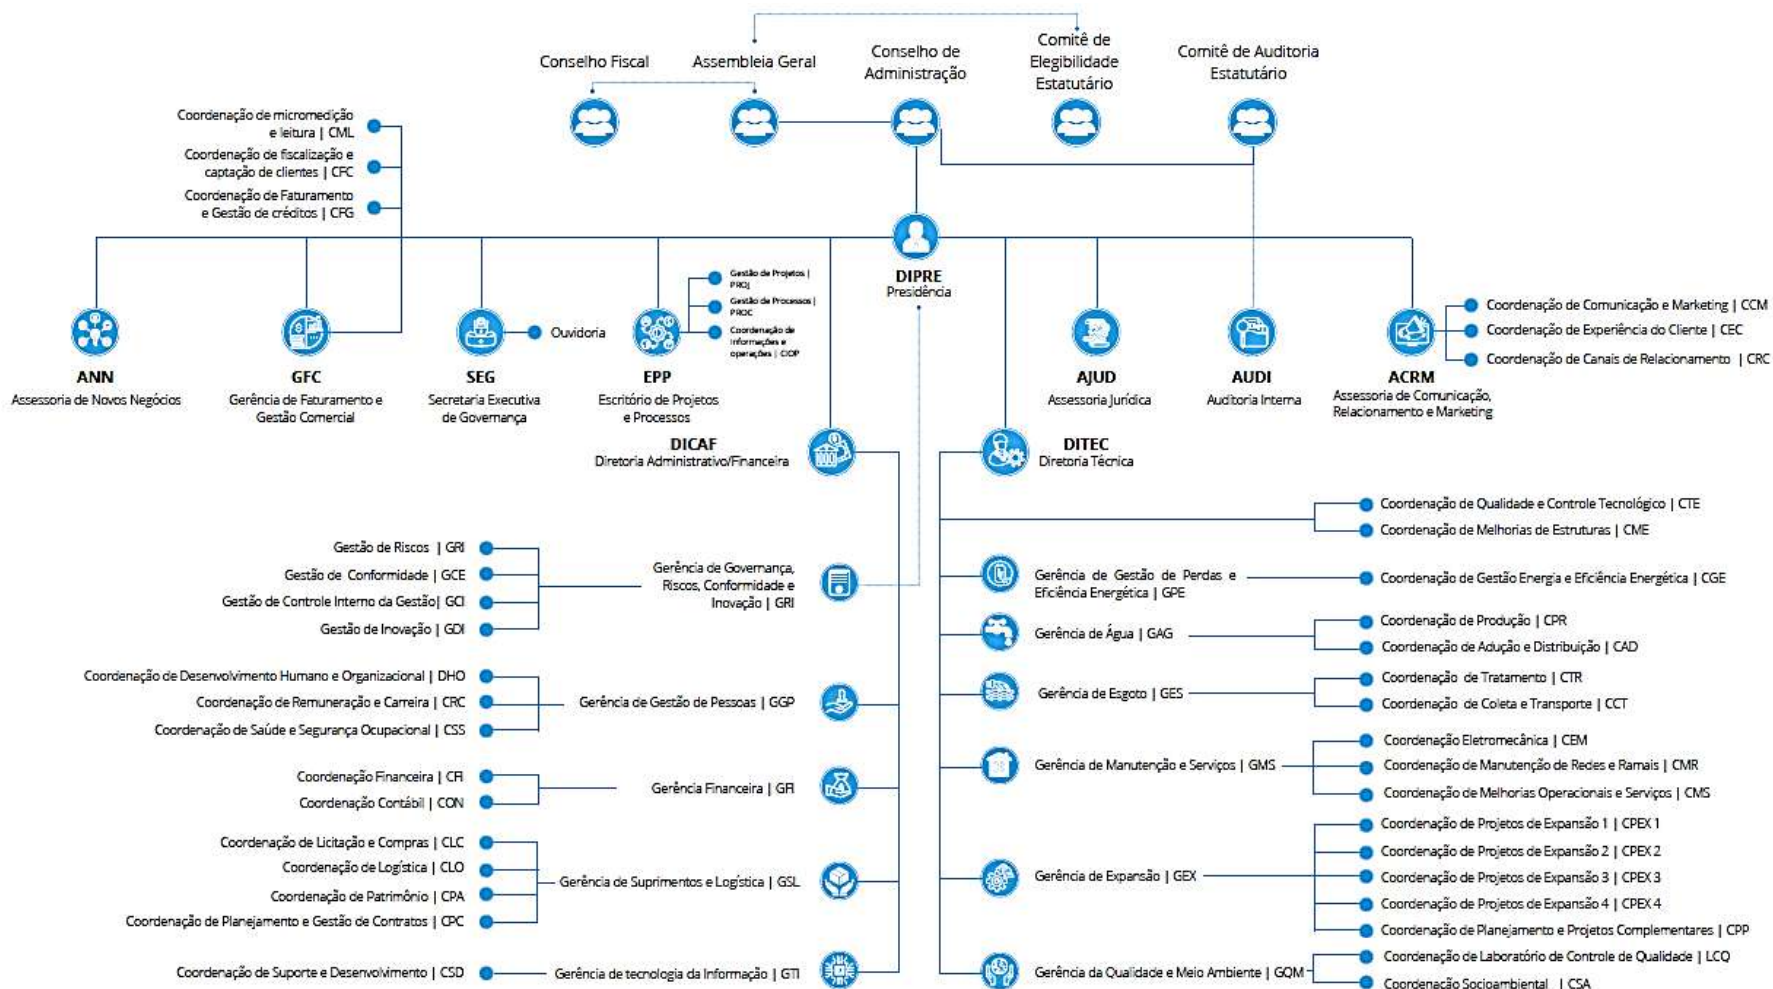 Conselho Fiscal
Assembleia Geral
Conselho de
Administração
Comitê de
Elegibilidade
Estatutário
Comitê de Auditoria
Estatutário
Coordenação de micromedição
e leitura | CML
Coordenação de fiscalização e
captação de clientes | CFC
Coordenação de Faturamento
e Gestão de créditos | CFG
DIPRE
Presidência
ANN
Assessoria de Novos Negócios
GFC
Gerência de Faturamento e
Gestão Comercial
SEG
Secretaria Executiva
de Governança
Ouvidoria
EPP
Escritório de Projetos
e Processos
Gestão de Projetos |
PROJ
Gestão de Processos |
PROC
Coordenação de
Informações e
operações | CIOP
AJUD
Assessoria Jurídica
AUDI
Auditoria Interna
ACRM
Assessoria de Comunicação,
Relacionamento e Marketing
Coordenação de Comunicação e Marketing | CCM
Coordenação de Experiência do Cliente | CEC
Coordenação de Canais de Relacionamento | CRC
DICAF
Diretoria Administrativo/Financeira
Gestão de Riscos | GRI
Gestão de Conformidade | GCE
Gestão de Controle Interno da Gestão| GCI
Gestão de Inovação | GDI
Gerência de Governança,
Riscos, Conformidade e
Inovação | GRI
Coordenação de Desenvolvimento Humano e Organizacional | DHO
Coordenação de Remuneração e Carreira | CRC
Coordenação de Saúde e Segurança Ocupacional | CSS
Gerência de Gestão de Pessoas | GGP
Coordenação Financeira | CFI
Coordenação Contábil | CON
Gerência Financeira | GFI
Coordenação de Licitação e Compras | CLC
Coordenação de Logística | CLO
Coordenação de Patrimônio | CPA
Coordenação de Planejamento e Gestão de Contratos | CPC
Gerência de Suprimentos e Logística | GSL
Coordenação de Suporte e Desenvolvimento | CSD
Gerência de tecnologia da Informação | GTI
DITEC
Diretoria Técnica
Coordenação de Qualidade e Controle Tecnológico | CTE
Coordenação de Melhorias de Estruturas | CME
Gerência de Gestão de Perdas e
Eficiência Energética | GPE
Coordenação de Gestão Energia e Eficiência Energética | CGE
Gerência de Água | GAG
Coordenação de Produção | CPR
Coordenação de Adução e Distribuição | CAD
Gerência de Esgoto | GES
Coordenação de Tratamento | CTR
Coordenação de Coleta e Transporte | CCT
Gerência de Manutenção e Serviços | GMS
Coordenação Eletromecânica | CEM
Coordenação de Manutenção de Redes e Ramais | CMR
Coordenação de Melhorias Operacionais e Serviços | CMS
Gerência de Expansão | GEX
Coordenação de Projetos de Expansão 1 | CPEX 1
Coordenação de Projetos de Expansão 2 | CPEX 2
Coordenação de Projetos de Expansão 3 | CPEX 3
Coordenação de Projetos de Expansão 4 | CPEX 4
Coordenação de Planejamento e Projetos Complementares | CPP
Gerência da Qualidade e Meio Ambiente | GQM
Coordenação de Laboratório de Controle de Qualidade | LCQ
Coordenação Socioambiental | CSA